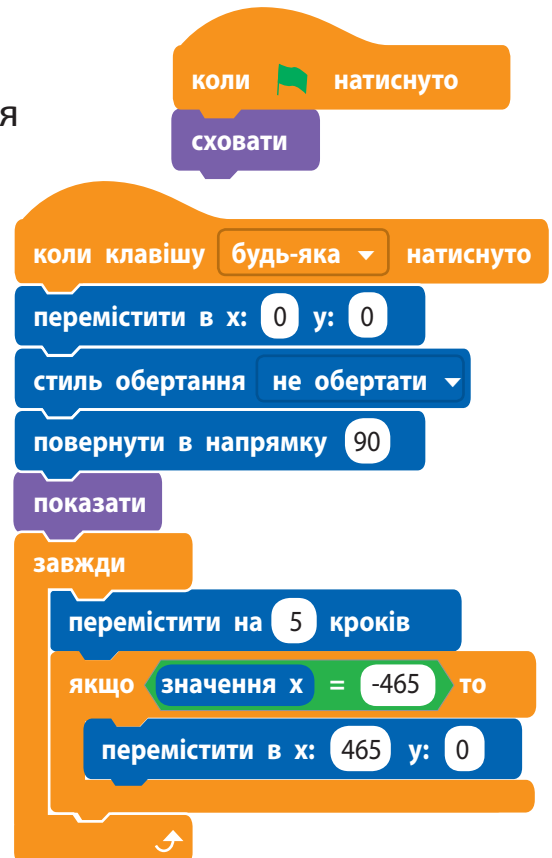 коли натиснуто
я
сховати
коли клавішу будь-яка натиснуто
перемістити в x: 0 y: 0
стиль обертання не обертати
повернути в напрямку 90
показати
завжди
перемістити на 5 кроків
якщо значення x = -465 то
перемістити в x: 465 y: 0